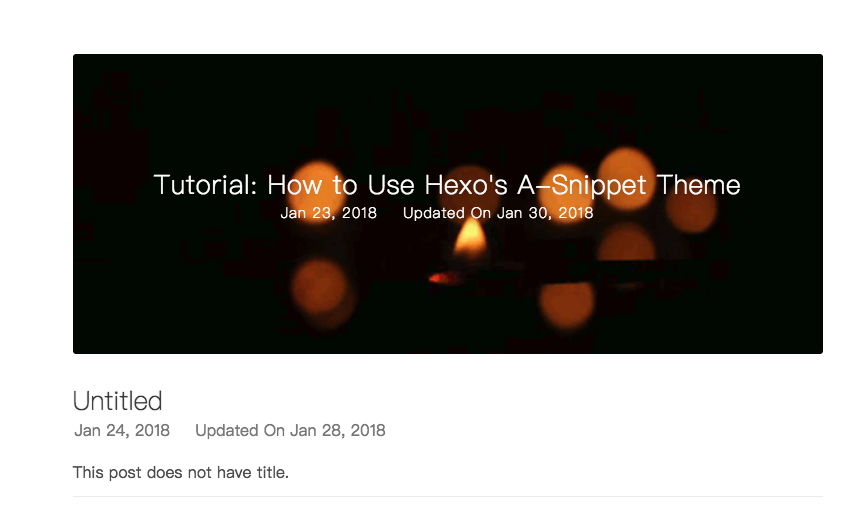 Tutorial: How to Use Hexo's A-Snippet Theme
Jan 23, 2018 Updated On Jan 30, 2018
Untitled
Jan 24, 2018 Updated On Jan 28, 2018
This post does not have title.